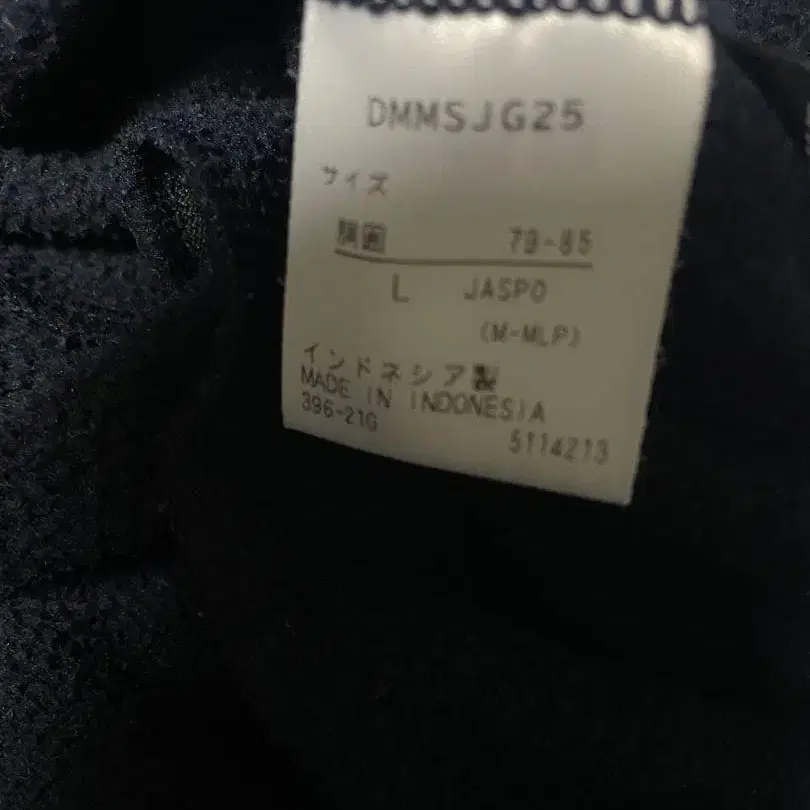 DMMSJG25
サイズ
胴囲 79-85
L JASPO
(M-MLP)
インドネシア製
MADE IN INDONESIA
396-21G
5114213